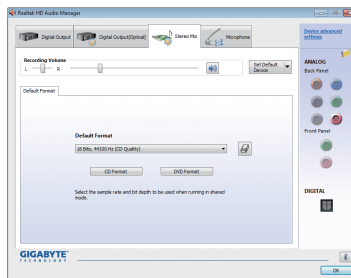 Realtek HD Audio Manager
Digital Output
Digital Output(Optical)
Stereo Mix
Microphone
Device advanced
settings
Recording Volume
L
R
Set Default
Device
ANALOG
Back Panel
Default Format
Default Format
16 Bits, 44100 Hz (CD Quality)
CD Format
DVD Format
Select the sample rate and bit depth to be used when running in shared
mode.
Front Panel
DIGITAL
GIGABYTE
TECHNOLOGY
OK